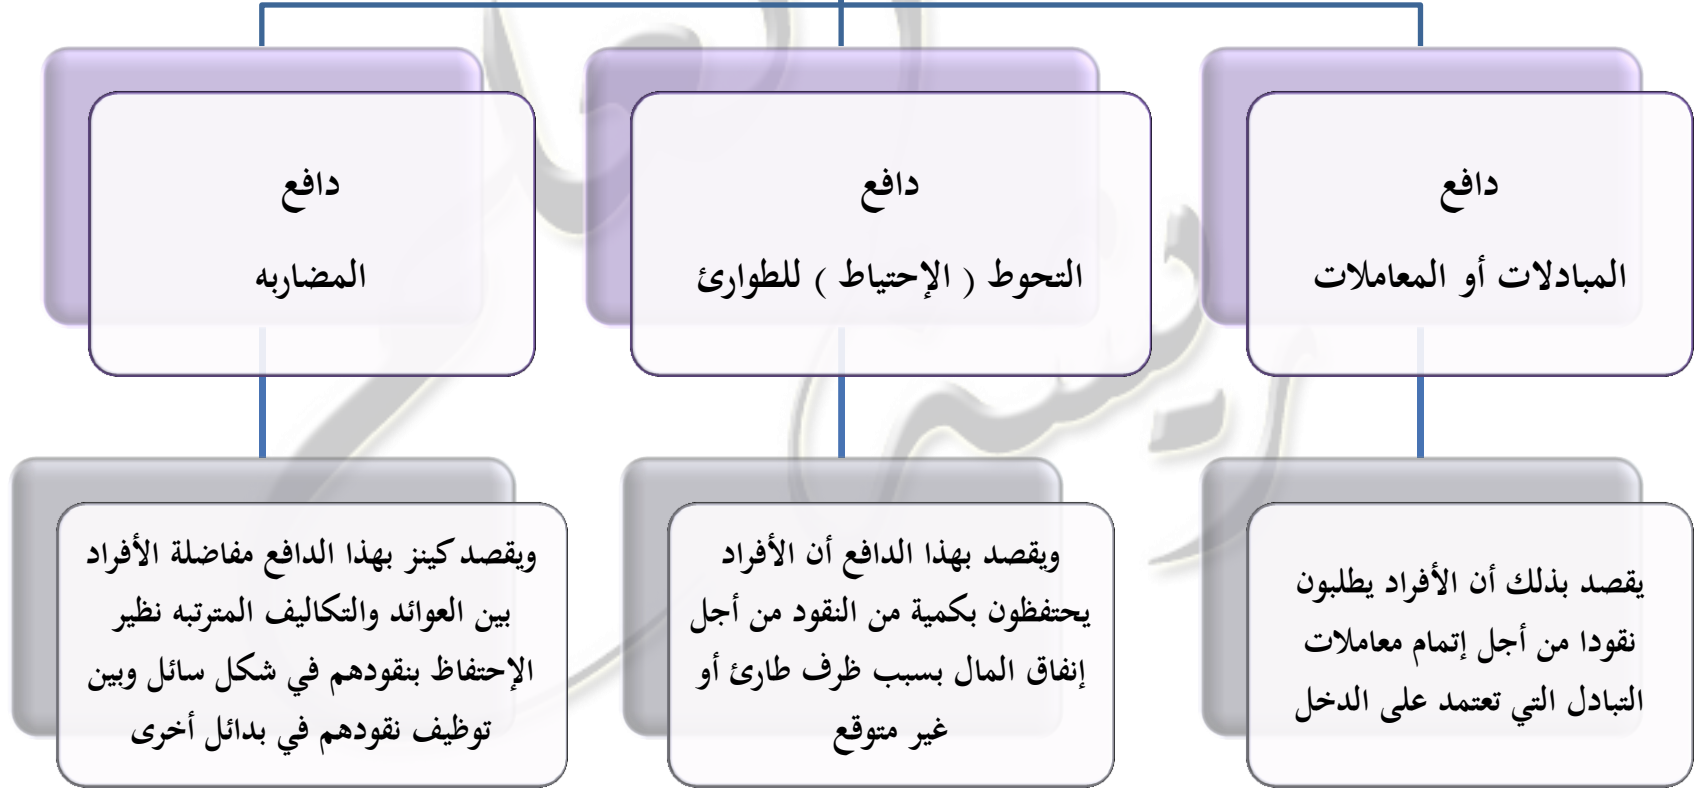 دافع
المبادلات أو المعاملات
دافع
التحوط ( الإحتياط ) للطوارئ
دافع
المضاربه
يقصد بذلك أن الأفراد يطلبون
نقودا من أجل إتمام معاملات
التبادل التي تعتمد على الدخل
ويقصد بهذا الدافع أن الأفراد
يحتفظون بكمية من النقود من أجل
إنفاق المال بسبب ظرف طارئ أو
غير متوقع
ويقصد كينز بهذا الدافع مفاضلة الأفراد
بين العوائد والتكاليف المترتبه نظير
الإحتفاظ بنقودهم في شكل سائل وبين
توظيف نقودهم في بدائل أخرى